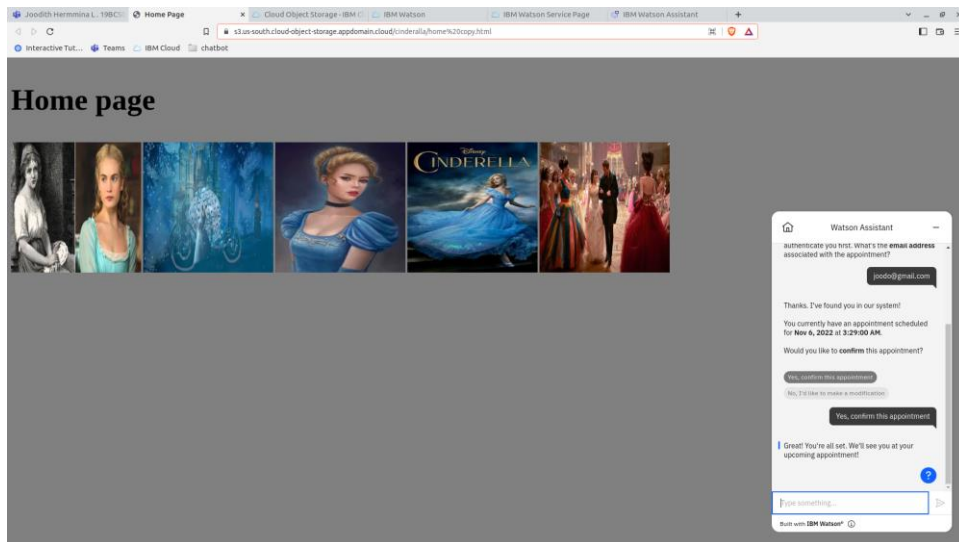 Joodith Hermmina L. 19BCS
Home Page
Cloud Object Storage - IBM Cl
IBM Watson
IBM Watson Service Page
IBM Watson Assistant
s3.us-south.cloud-object-storage.appdomain.cloud/cinderalla/home%20copy.html
Interactive Tut...
Teams
IBM Cloud
chatbot
Home page
Disney
CINDERELLA
Watson Assistant
authenticate you first. What's the email address
associated with the appointment?
joedo@gmail.com
Thanks. I've found you in our system!
You currently have an appointment scheduled
for Nov 6, 2022 at 3:29:00 AM.
Would you like to confirm this appointment?
Yes, confirm this appointment
No, I'd like to make a modification
Yes, confirm this appointment
Great! You're all set. We'll see you at your
upcoming appointment!
?
Type something...
Built with IBM Watson®